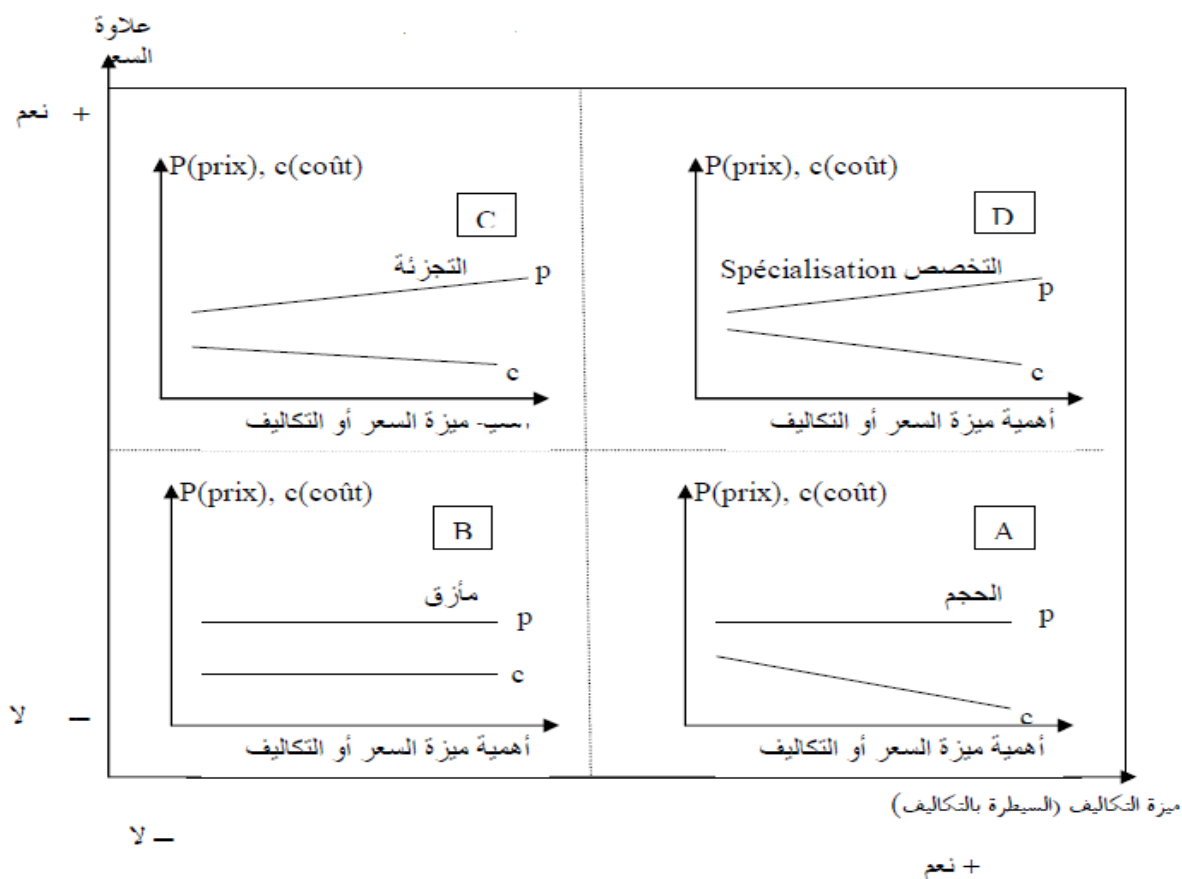 علاوة
السعر
+ نعم
P(prix), c(coût)
C
التجزئة
p
c
ميزة السعر أو التكاليف
P(prix), c(coût)
D
التخصص Spécialisation
p
c
أهمية ميزة السعر أو التكاليف
P(prix), c(coût)
B
مأزق
p
c
أهمية ميزة السعر أو التكاليف
P(prix), c(coût)
A
الحجم
p
c
أهمية ميزة السعر أو التكاليف
– لا
ميزة التكاليف (السيطرة بالتكاليف)
– لا
+ نعم